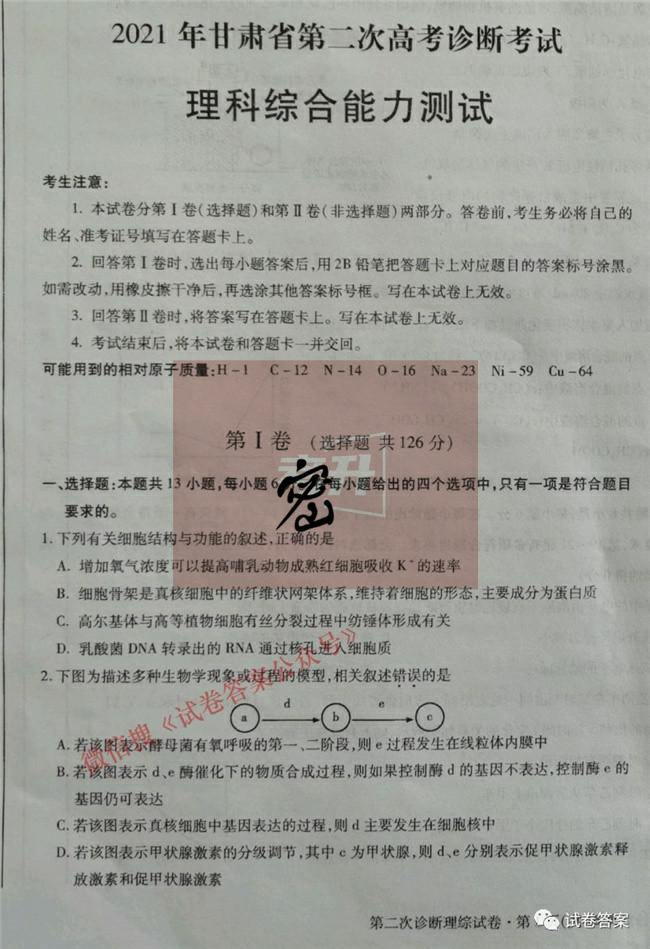 2021 年甘肃省第二次高考诊断考试
理科综合能力测试
考生注意:
1. 本试卷分第Ⅰ卷(选择题)和第Ⅱ卷(非选择题)两部分。答卷前,考生务必将自己的
姓名、准考证号填写在答题卡上。
2. 回答第Ⅰ卷时,选出每小题答案后,用2B铅笔把答题卡上对应题目的答案标号涂黑。
如需改动,用橡皮擦干净后,再选涂其他答案标号框。写在本试卷上无效。
3. 回答第Ⅱ卷时,将答案写在答题卡上。写在本试卷上无效。
4. 考试结束后,将本试卷和答题卡一并交回。
可能用到的相对原子质量:H-1 C-12 N-14 O-16 Na-23 Ni-59 Cu-64
第Ⅰ卷 (选择题 共126分)
一、选择题:本题共13小题,每小题6 每小题给出的四个选项中,只有一项是符合题目
密
要求的。
1. 下列有关细胞结构与功能的叙述,正确的是
A. 增加氧气浓度可以提高哺乳动物成熟红细胞吸收K⁺的速率
B. 细胞骨架是真核细胞中的纤维状网架体系,维持着细胞的形态,主要成分为蛋白质
C. 高尔基体与高等植物细胞有丝分裂过程中纺锤体形成有关
D. 乳酸菌DNA转录出的RNA通过核孔进入细胞质
2. 下图为描述多种生物学现象或过程的模型,相关叙述错误的是
a d b e c
A. 若该图表示酵母菌有氧呼吸的第一、二阶段,则e过程发生在线粒体内膜中
B. 若该图表示d、e酶催化下的物质合成过程,则如果控制酶d的基因不表达,控制酶e的
基因仍可表达
C. 若该图表示真核细胞中基因表达的过程,则d主要发生在细胞核中
D. 若该图表示甲状腺激素的分级调节,其中c为甲状腺,则d、e分别表示促甲状腺激素释
放激素和促甲状腺激素
微信搜《试卷答案公众号》
第二次诊断理综试卷·第
试卷答案